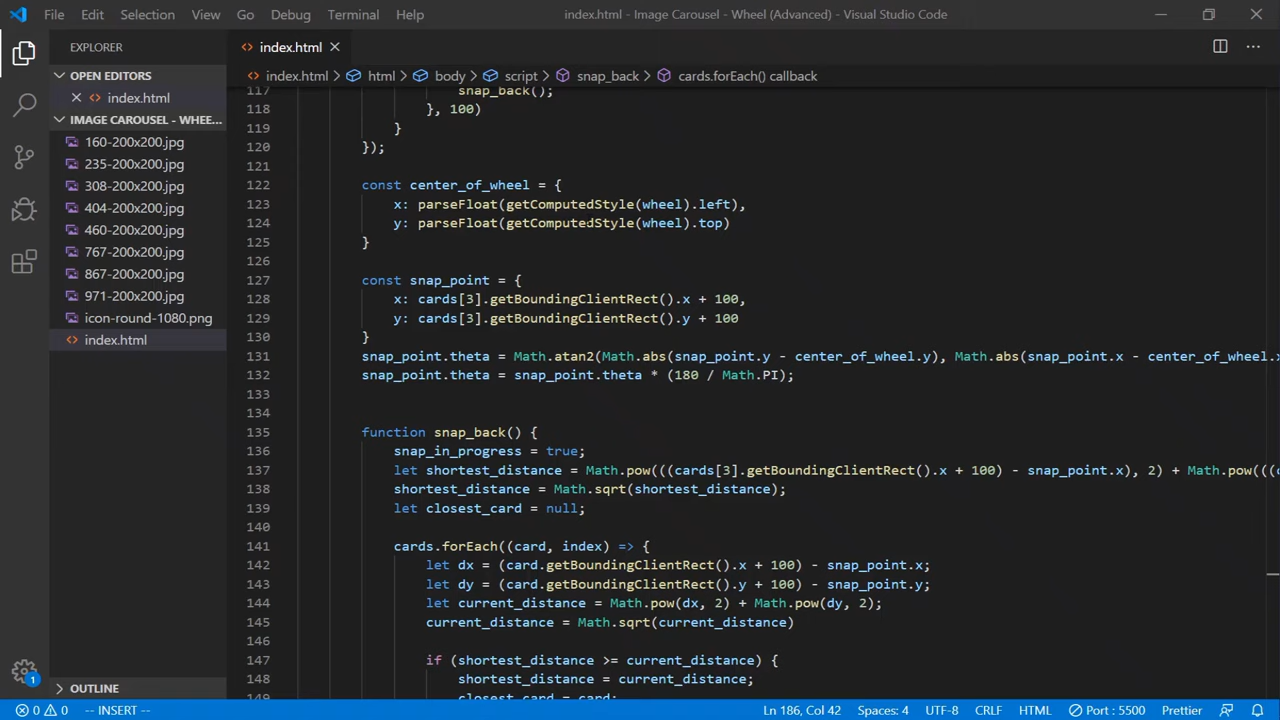 File Edit Selection View Go Debug Terminal Help index.html - Image Carousel - Wheel (Advanced) - Visual Studio Code
EXPLORER
OPEN EDITORS
index.html
IMAGE CAROUSEL - WHEE...
160-200x200.jpg
235-200x200.jpg
308-200x200.jpg
404-200x200.jpg
460-200x200.jpg
767-200x200.jpg
867-200x200.jpg
971-200x200.jpg
icon-round-1080.png
index.html
OUTLINE
1
index.html
index.html > html > body > script > snap_back > cards.forEach() callback
117 snap_back();
118 }, 100)
119 }
120 });
121
122 const center_of_wheel = {
123 x: parseFloat(getComputedStyle(wheel).left),
124 y: parseFloat(getComputedStyle(wheel).top)
125 }
126
127 const snap_point = {
128 x: cards[3].getBoundingClientRect().x + 100,
129 y: cards[3].getBoundingClientRect().y + 100
130 }
131 snap_point.theta = Math.atan2(Math.abs(snap_point.y - center_of_wheel.y), Math.abs(snap_point.x - center_of_wheel.x
132 snap_point.theta = snap_point.theta * (180 / Math.PI);
133
134
135 function snap_back() {
136 snap_in_progress = true;
137 let shortest_distance = Math.pow(((cards[3].getBoundingClientRect().x + 100) - snap_point.x), 2) + Math.pow(((c
138 shortest_distance = Math.sqrt(shortest_distance);
139 let closest_card = null;
140
141 cards.forEach((card, index) => {
142 let dx = (card.getBoundingClientRect().x + 100) - snap_point.x;
143 let dy = (card.getBoundingClientRect().y + 100) - snap_point.y;
144 let current_distance = Math.pow(dx, 2) + Math.pow(dy, 2);
145 current_distance = Math.sqrt(current_distance)
146
147 if (shortest_distance >= current_distance) {
148 shortest_distance = current_distance;
149 closest_card = card;
0 0 -- INSERT -- Ln 186, Col 42 Spaces: 4 UTF-8 CRLF HTML Port : 5500 Prettier